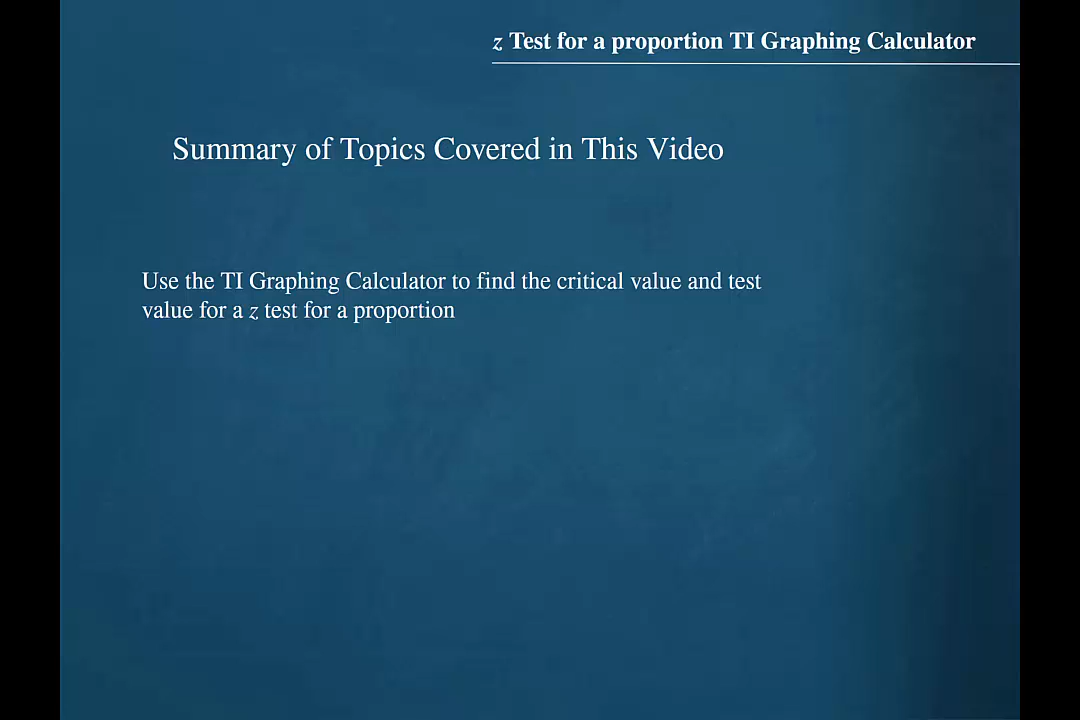 z Test for a proportion TI Graphing Calculator
Summary of Topics Covered in This Video
Use the TI Graphing Calculator to find the critical value and test
value for a z test for a proportion